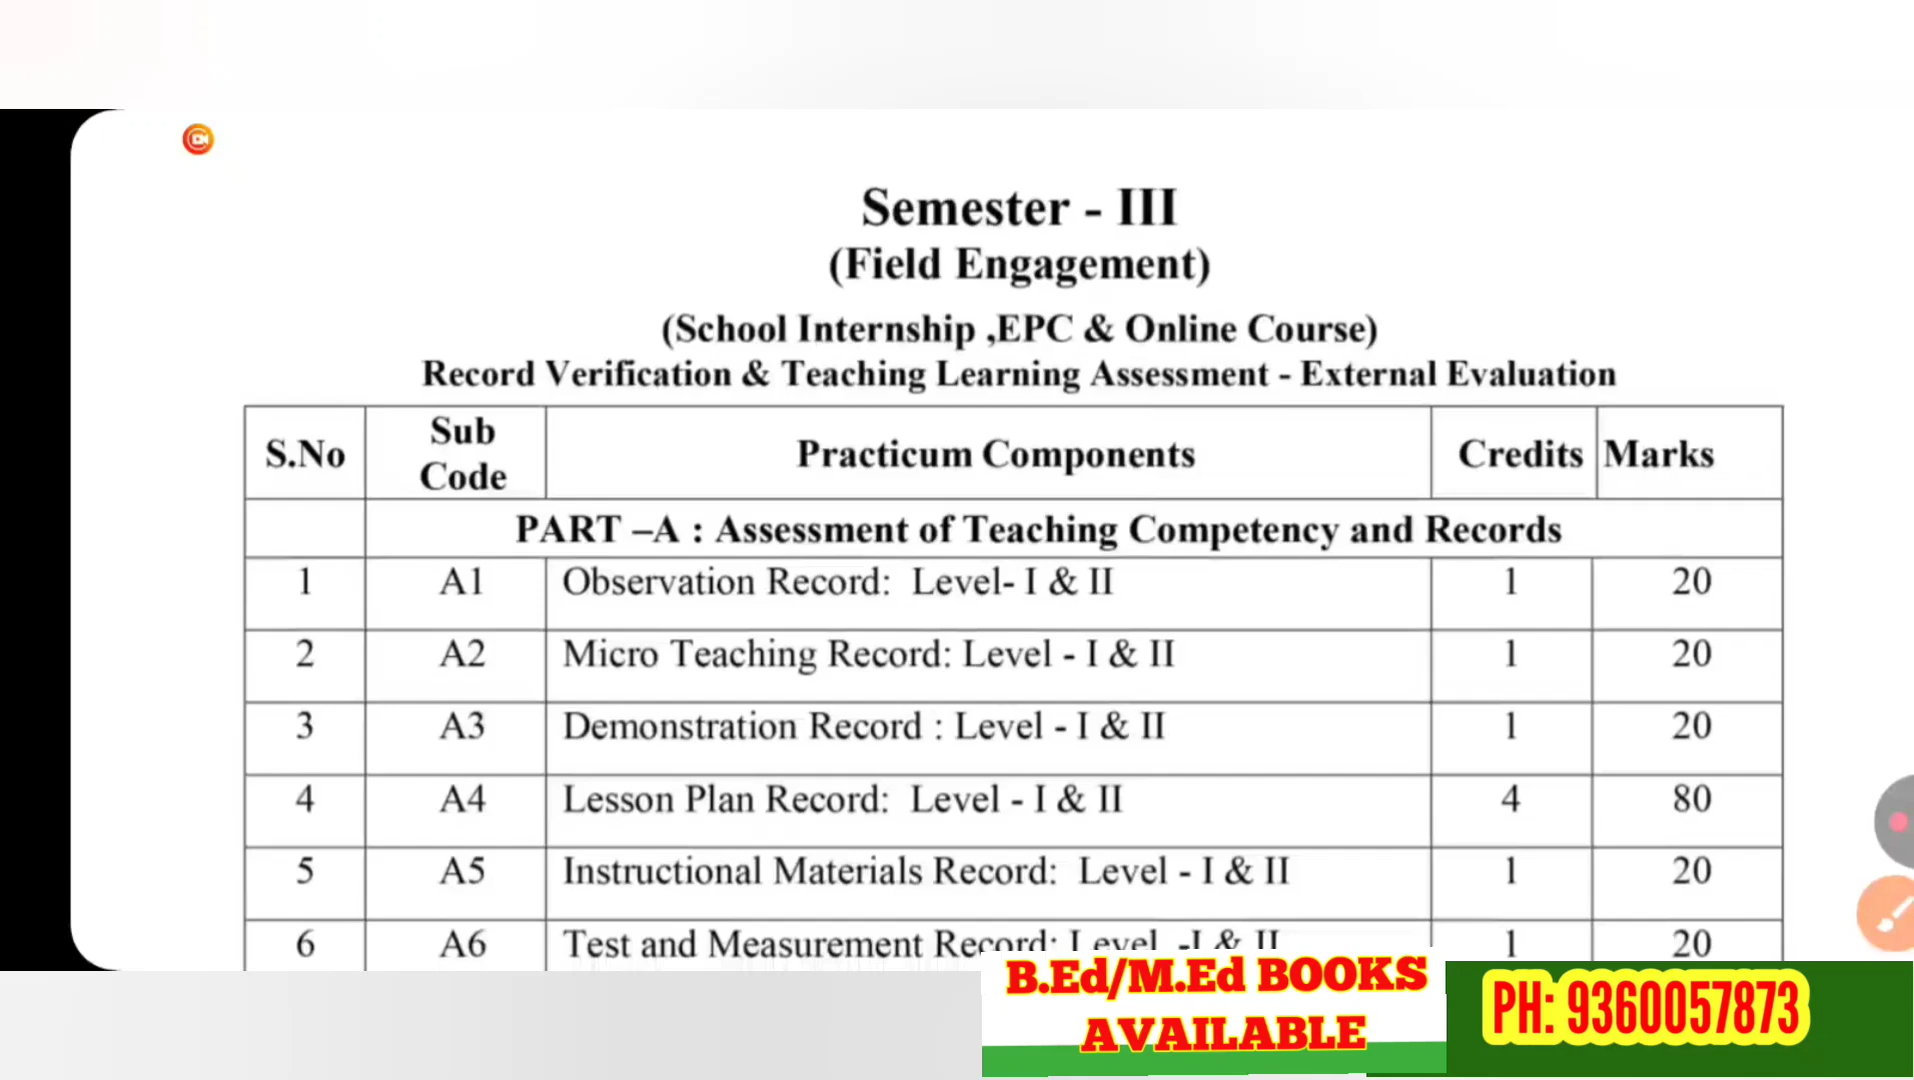 Semester - III
(Field Engagement)
(School Internship ,EPC & Online Course)
Record Verification & Teaching Learning Assessment - External Evaluation
S.No Sub Code Practicum Components Credits Marks
PART –A : Assessment of Teaching Competency and Records
1 A1 Observation Record: Level- I & II 1 20
2 A2 Micro Teaching Record: Level - I & II 1 20
3 A3 Demonstration Record : Level - I & II 1 20
4 A4 Lesson Plan Record: Level - I & II 4 80
5 A5 Instructional Materials Record: Level - I & II 1 20
6 A6 Test and Measurement Record: Level -I & II 1 20
B.Ed/M.Ed BOOKS
AVAILABLE
PH: 9360057873